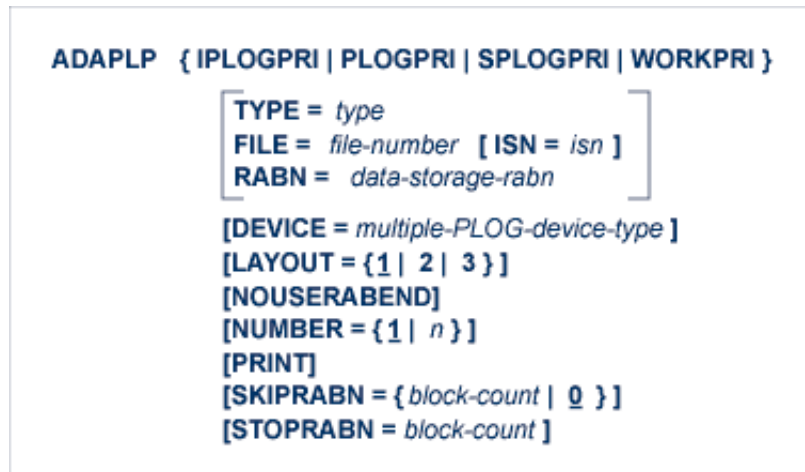 ADAPLP { IPLOGPRI | PLOGPRI | SPLOGPRI | WORKPRI }
TYPE = type
FILE = file-number [ ISN = isn ]
RABN = data-storage-rabn
[DEVICE = multiple-PLOG-device-type ]
[LAYOUT = { 1 | 2 | 3 } ]
[NOUSERABEND]
[NUMBER = { 1 | n } ]
[PRINT]
[SKIPRABN = { block-count | 0 } ]
[STOPRABN = block-count ]